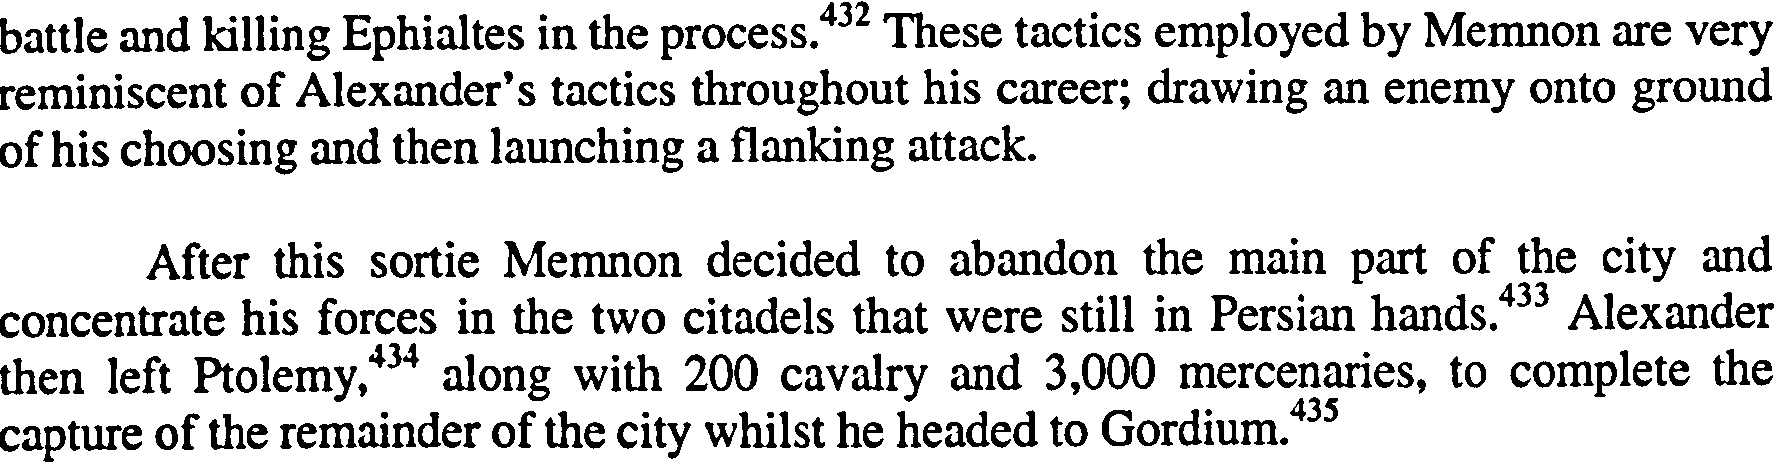 battle and killing Ephialtes in the process.432 These tactics employed by Memnon are very
reminiscent of Alexander's tactics throughout his career; drawing an enemy onto ground
of his choosing and then launching a flanking attack.
After this sortie Memnon decided to abandon the main part of the city and
concentrate his forces in the two citadels that were still in Persian hands.433 Alexander
then left Ptolemy,434 along with 200 cavalry and 3,000 mercenaries, to complete the
capture of the remainder of the city whilst he headed to Gordium.435